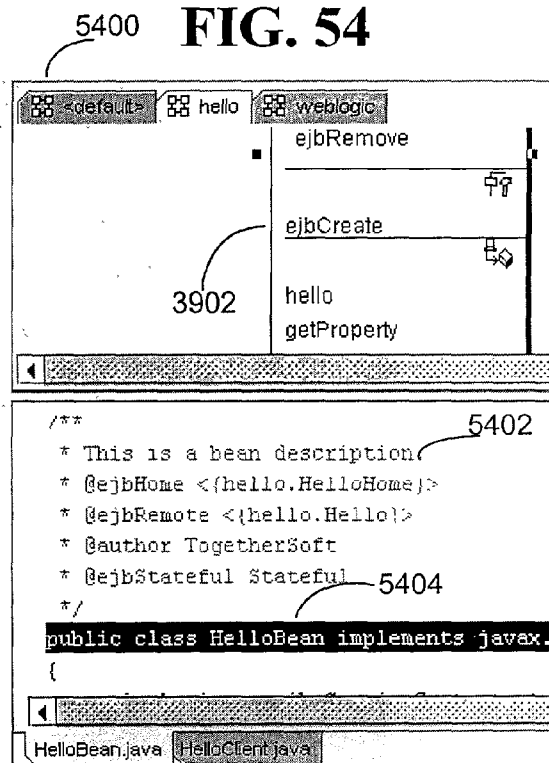 5400 FIG. 54
<default> hello weblogic
ejbRemove
ejbCreate
3902
hello
getProperty
/**
5402
* This is a bean description
* @ejbHome <{hello.HelloHome}>
* @ejbRemote <{hello.Hello}>
* @author TogetherSoft
* @ejbStateful Stateful
5404
*/
public class HelloBean implements javax.
{
HelloBean.java HelloClient.java